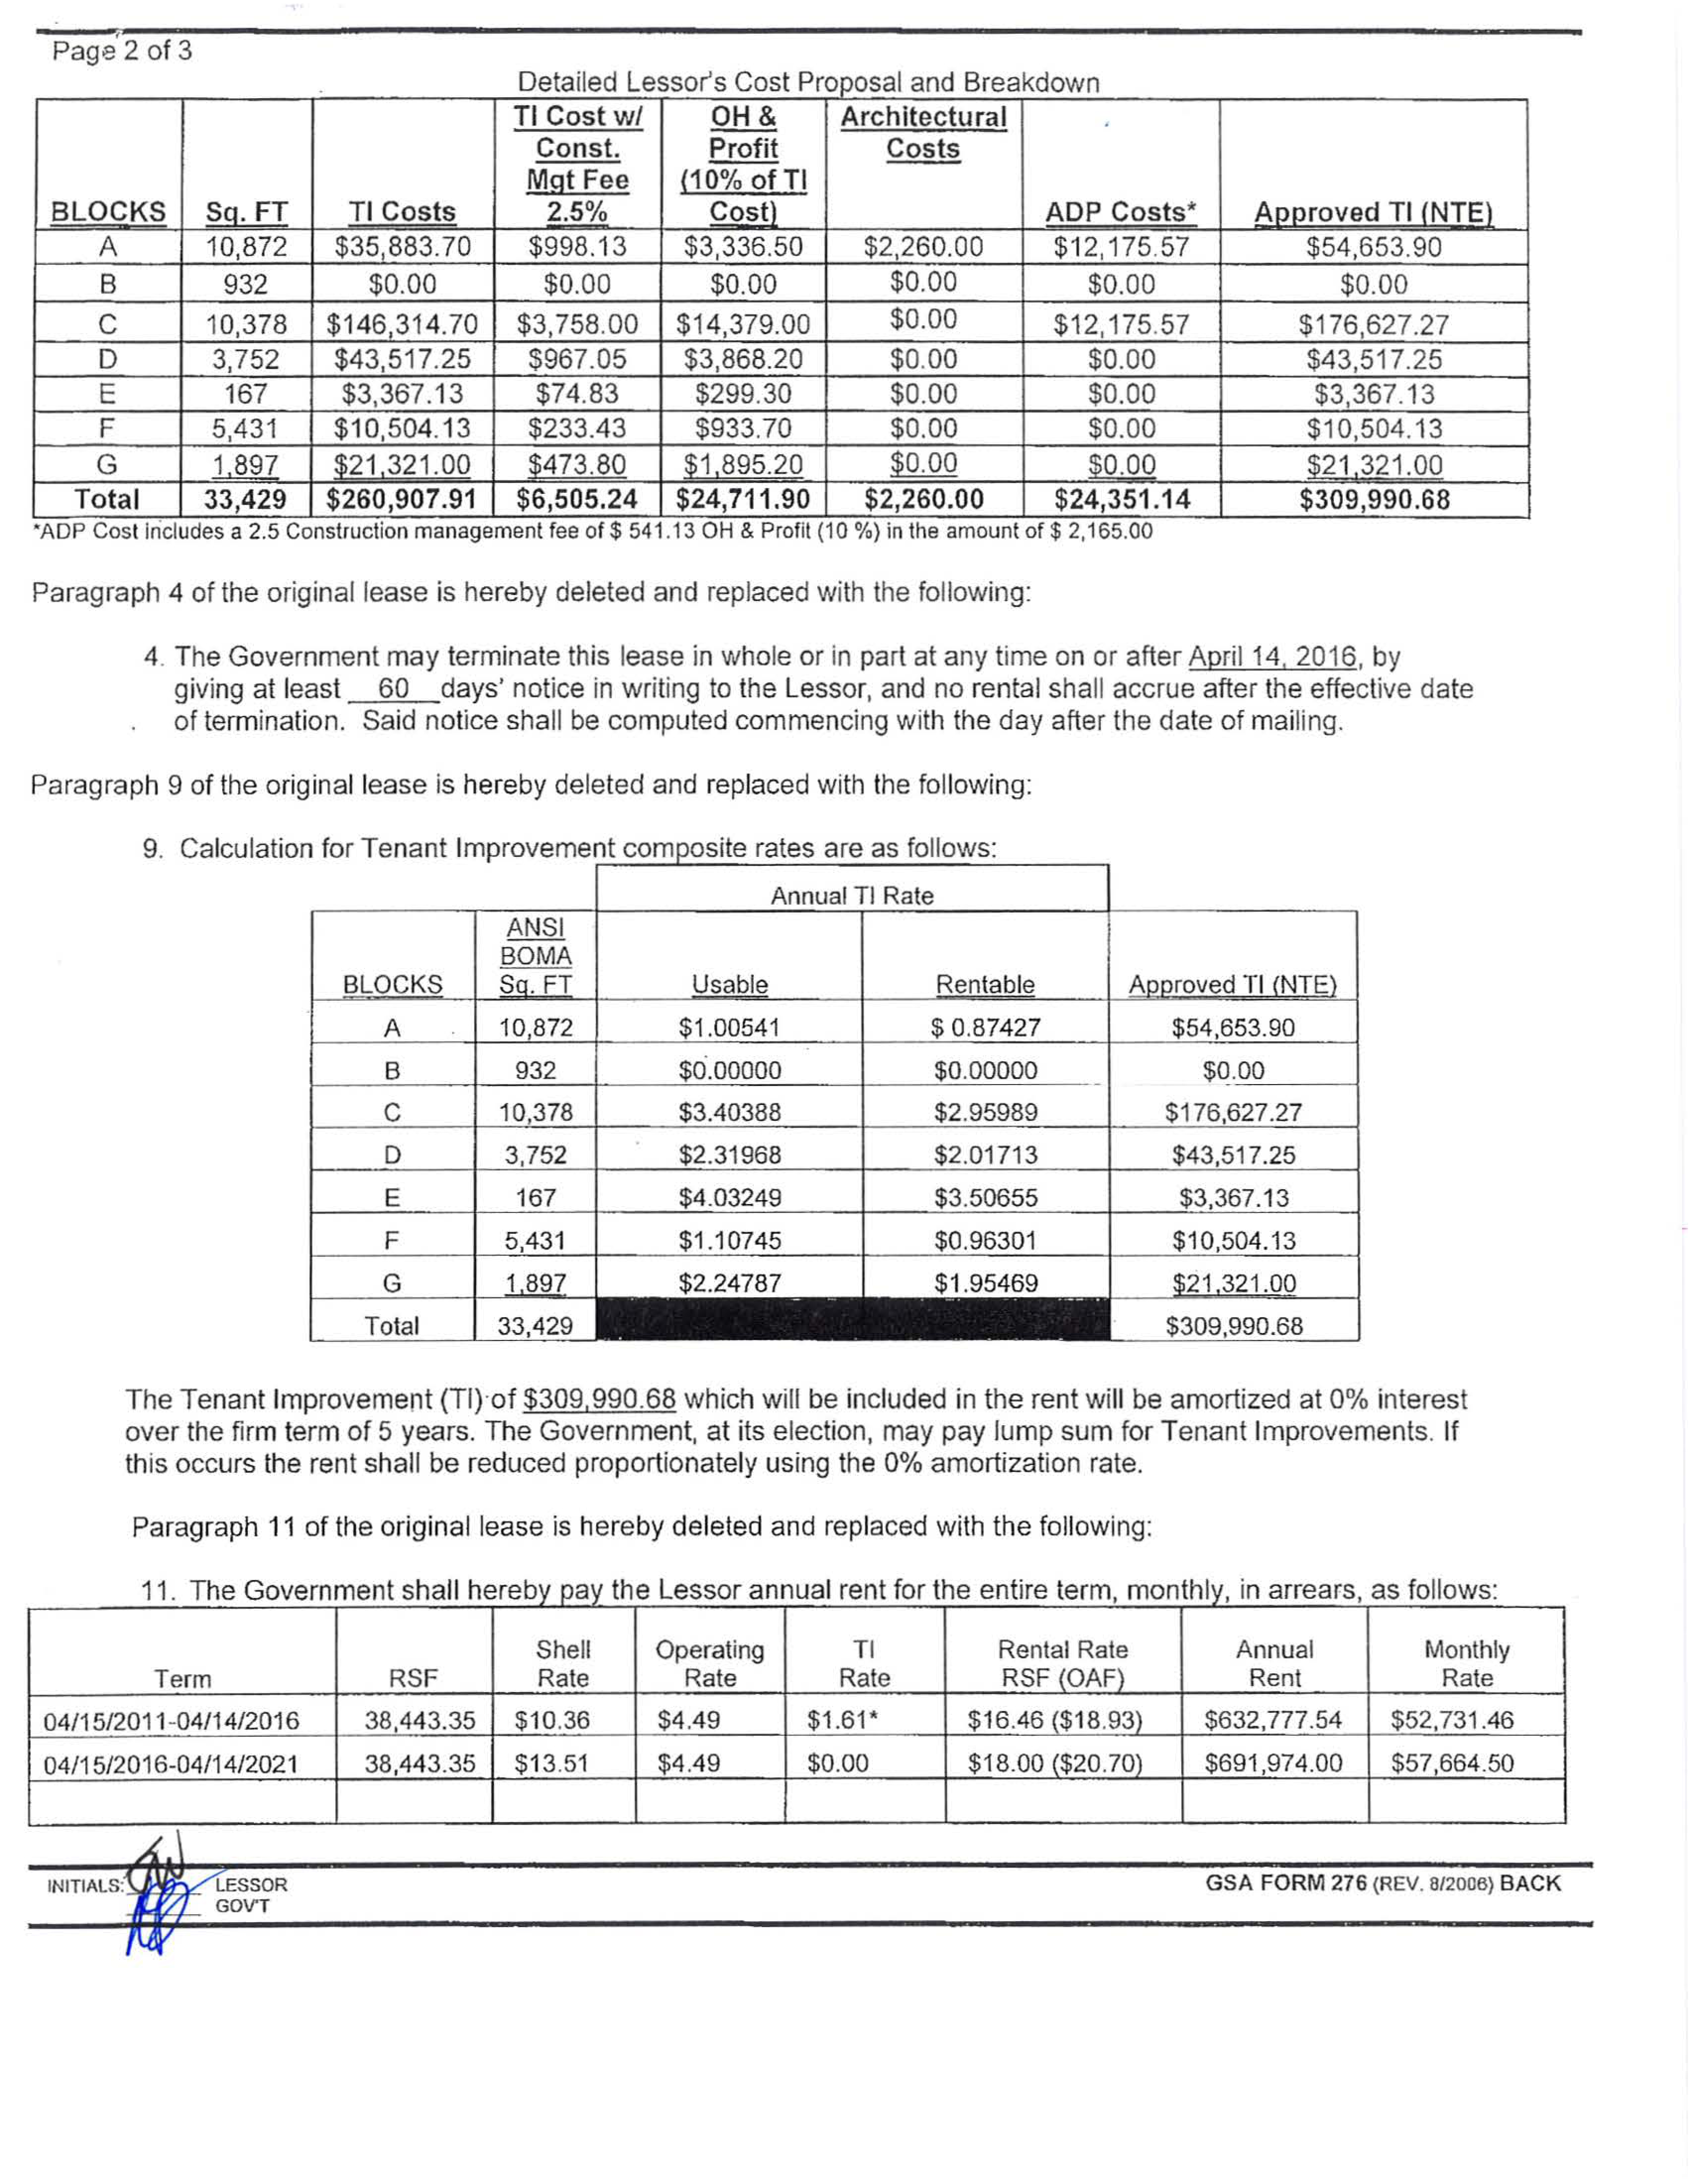 Page 2 of 3
Detailed Lessor's Cost Proposal and Breakdown
BLOCKS Sq. FT TI Costs TI Cost w/ Const. Mgt Fee 2.5% OH & Profit (10% of TI Cost) Architectural Costs ADP Costs* Approved TI (NTE)
A 10,872 $35,883.70 $998.13 $3,336.50 $2,260.00 $12,175.57 $54,653.90
B 932 $0.00 $0.00 $0.00 $0.00 $0.00 $0.00
C 10,378 $146,314.70 $3,758.00 $14,379.00 $0.00 $12,175.57 $176,627.27
D 3,752 $43,517.25 $967.05 $3,868.20 $0.00 $0.00 $43,517.25
E 167 $3,367.13 $74.83 $299.30 $0.00 $0.00 $3,367.13
F 5,431 $10,504.13 $233.43 $933.70 $0.00 $0.00 $10,504.13
G 1,897 $21,321.00 $473.80 $1,895.20 $0.00 $0.00 $21,321.00
Total 33,429 $260,907.91 $6,505.24 $24,711.90 $2,260.00 $24,351.14 $309,990.68
*ADP Cost includes a 2.5 Construction management fee of $ 541.13 OH & Profit (10 %) in the amount of $ 2,165.00
Paragraph 4 of the original lease is hereby deleted and replaced with the following:
4. The Government may terminate this lease in whole or in part at any time on or after April 14, 2016, by
giving at least 60 days' notice in writing to the Lessor, and no rental shall accrue after the effective date
of termination. Said notice shall be computed commencing with the day after the date of mailing.
Paragraph 9 of the original lease is hereby deleted and replaced with the following:
9. Calculation for Tenant Improvement composite rates are as follows:
Annual TI Rate
BLOCKS ANSI BOMA Sq. FT Usable Rentable Approved TI (NTE)
A 10,872 $1.00541 $ 0.87427 $54,653.90
B 932 $0.00000 $0.00000 $0.00
C 10,378 $3.40388 $2.95989 $176,627.27
D 3,752 $2.31968 $2.01713 $43,517.25
E 167 $4.03249 $3.50655 $3,367.13
F 5,431 $1.10745 $0.96301 $10,504.13
G 1,897 $2.24787 $1.95469 $21,321.00
Total 33,429 $309,990.68
The Tenant Improvement (TI) of $309,990.68 which will be included in the rent will be amortized at 0% interest
over the firm term of 5 years. The Government, at its election, may pay lump sum for Tenant Improvements. If
this occurs the rent shall be reduced proportionately using the 0% amortization rate.
Paragraph 11 of the original lease is hereby deleted and replaced with the following:
11. The Government shall hereby pay the Lessor annual rent for the entire term, monthly, in arrears, as follows:
Term RSF Shell Rate Operating Rate TI Rate Rental Rate RSF (OAF) Annual Rent Monthly Rate
04/15/2011-04/14/2016 38,443.35 $10.36 $4.49 $1.61* $16.46 ($18.93) $632,777.54 $52,731.46
04/15/2016-04/14/2021 38,443.35 $13.51 $4.49 $0.00 $18.00 ($20.70) $691,974.00 $57,664.50
INITIALS: LESSOR
GOV'T
GSA FORM 276 (REV. 8/2006) BACK